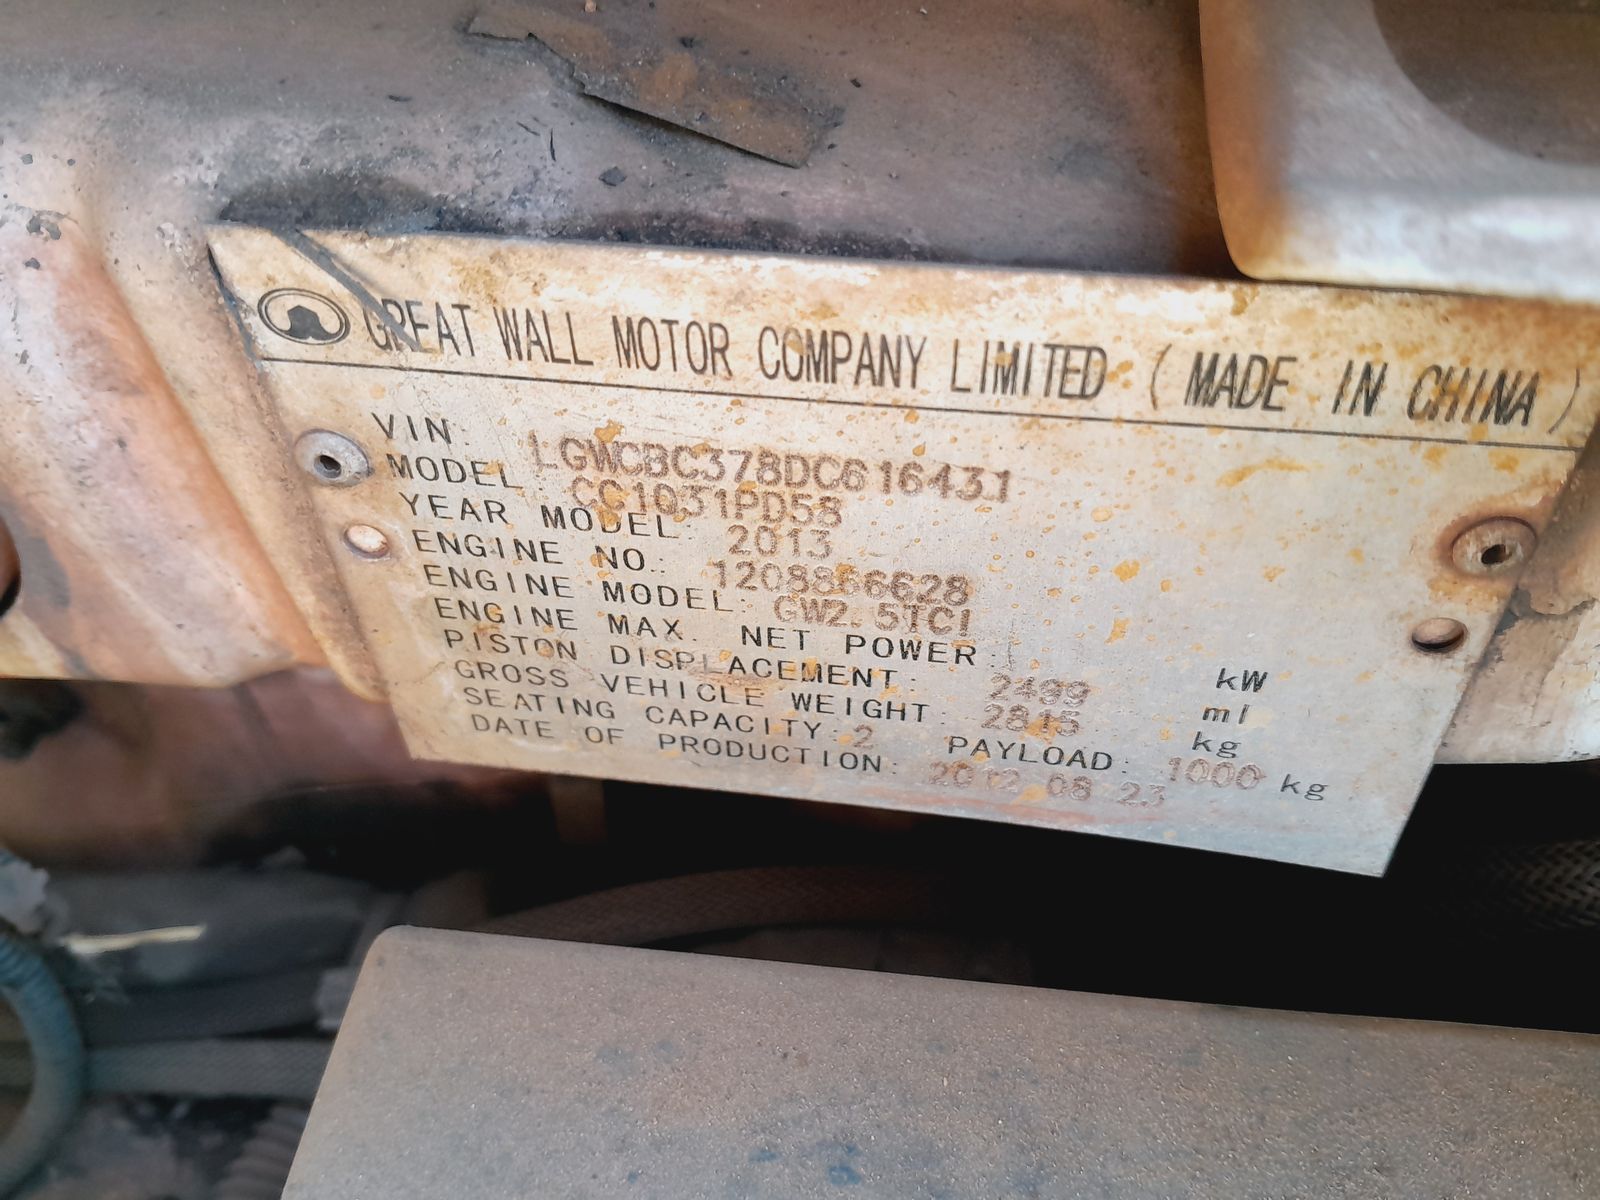 GREAT WALL MOTOR COMPANY LIMITED ( MADE IN CHINA )
VIN: LGWCBC378DC616431
MODEL: CC1031PD58
YEAR MODEL: 2013
ENGINE NO.: 1208866628
ENGINE MODEL: GW2.5TCI
ENGINE MAX. NET POWER: kW
PISTON DISPLACEMENT: 2499 ml
GROSS VEHICLE WEIGHT: 2815 kg
SEATING CAPACITY: 2 PAYLOAD: 1000 kg
DATE OF PRODUCTION: 2012 08 23